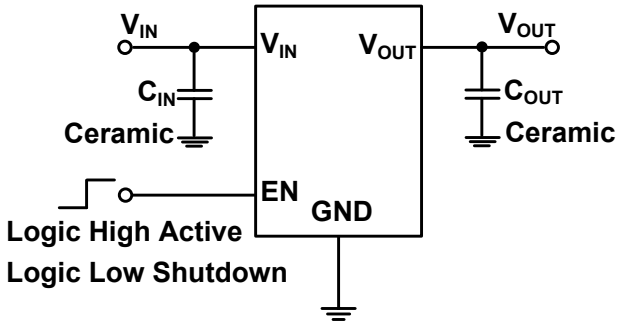 VIN VOUT
VIN VOUT
CIN COUT
Ceramic Ceramic
EN
GND
Logic High Active
Logic Low Shutdown